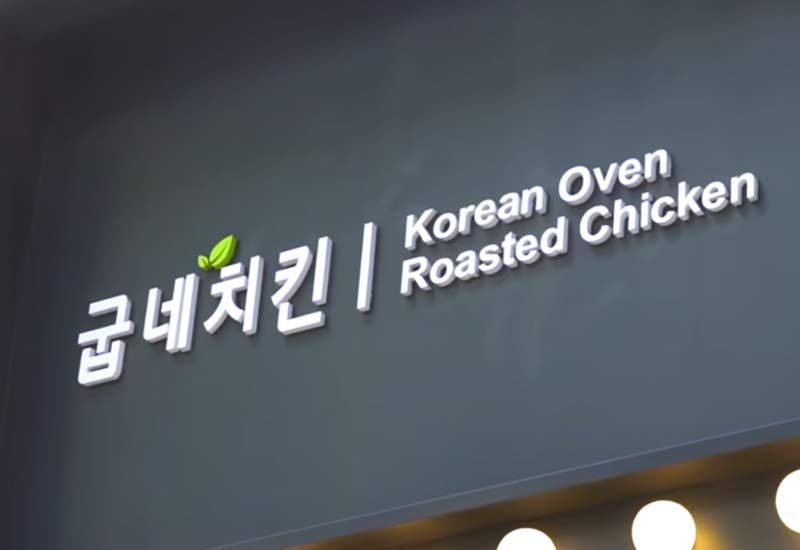 굽네치킨 | Korean Oven
Roasted Chicken